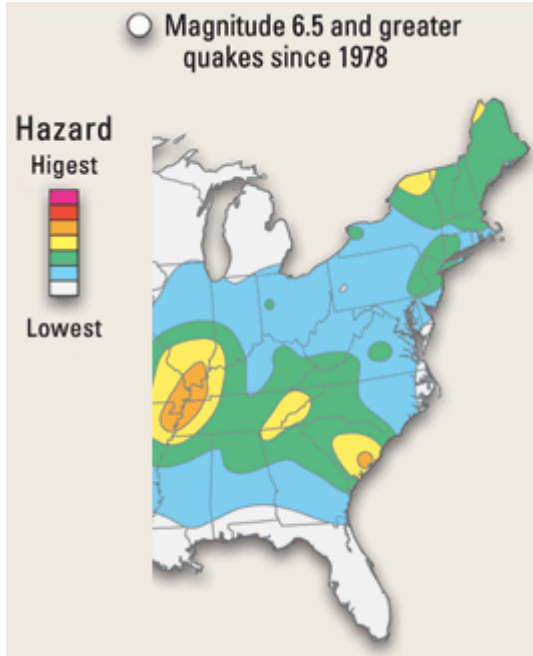 Magnitude 6.5 and greater
quakes since 1978
Hazard
Higest
Lowest